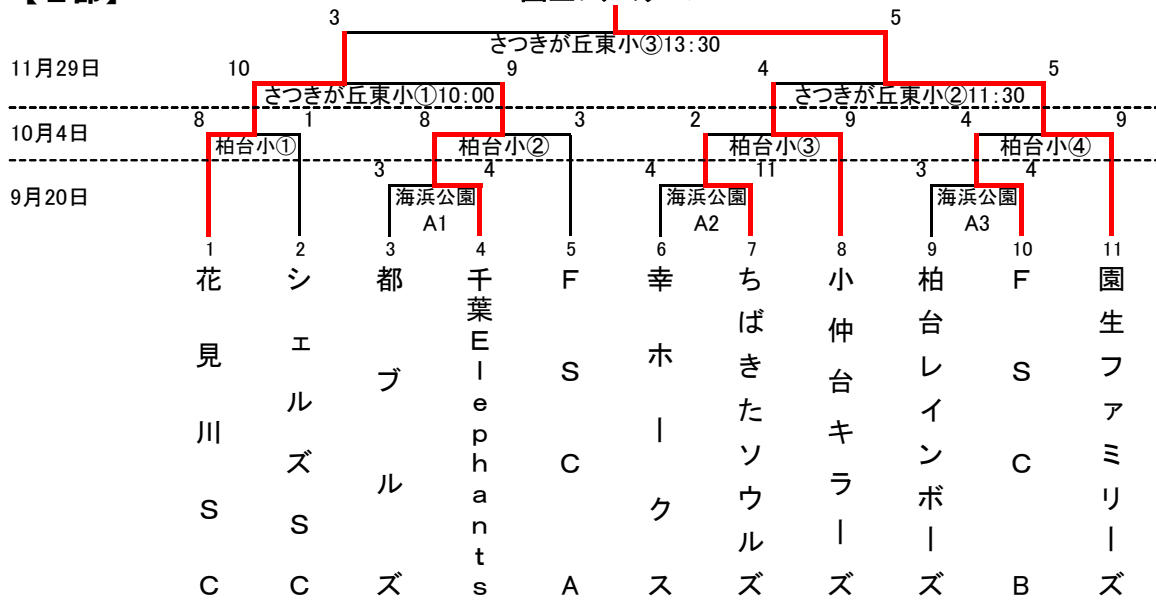 3 5
さつきが丘東小③13:30
11月29日 10 9 4 5
さつきが丘東小①10:00 さつきが丘東小②11:30
10月4日 8 1 8 3 2 9 4 9
柏台小① 柏台小② 柏台小③ 柏台小④
9月20日 3 4 4 11 3 4
海浜公園 海浜公園 海浜公園
A1 A2 A3
1 2 3 4 5 6 7 8 9 10 11
花見川SC
シェルズSC
都ブルズ
千葉Elephants
FSCA
幸ホークス
ちばきたソウルズ
小仲台キラーズ
柏台レインボーズ
FSCB
園生ファミリーズ